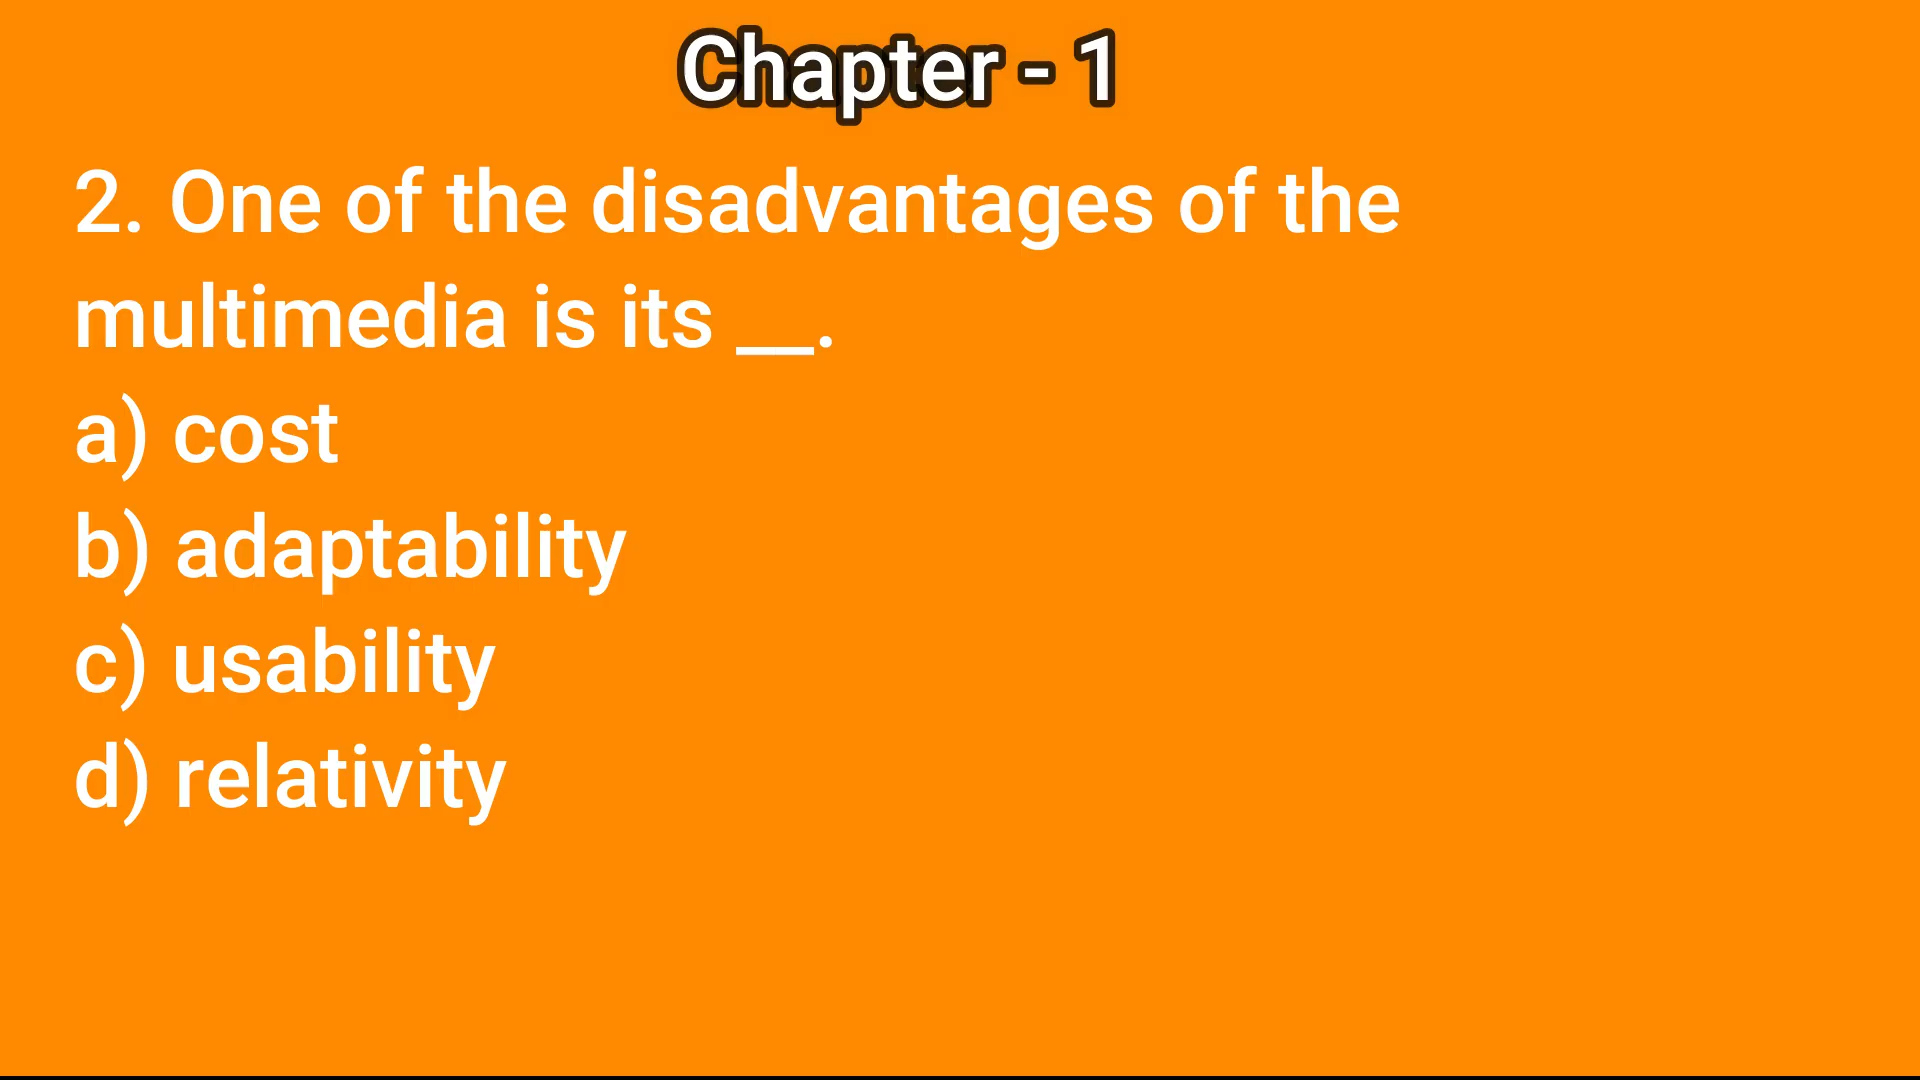 Chapter - 1
2. One of the disadvantages of the
multimedia is its __.
a) cost
b) adaptability
c) usability
d) relativity